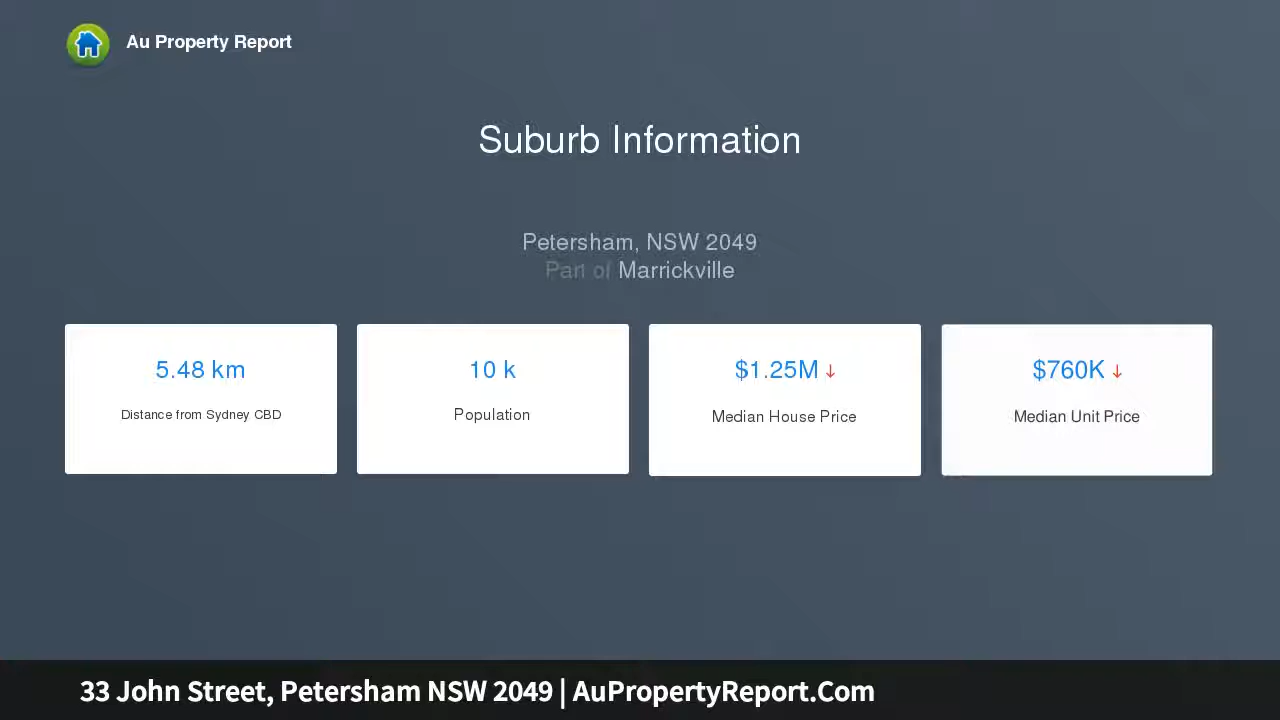 Au Property Report
Suburb Information
Petersham, NSW 2049
Part of Marrickville
5.48 km
Distance from Sydney CBD
10 k
Population
$1.25M ↓
Median House Price
$760K ↓
Median Unit Price
33 John Street, Petersham NSW 2049 | AuPropertyReport.Com